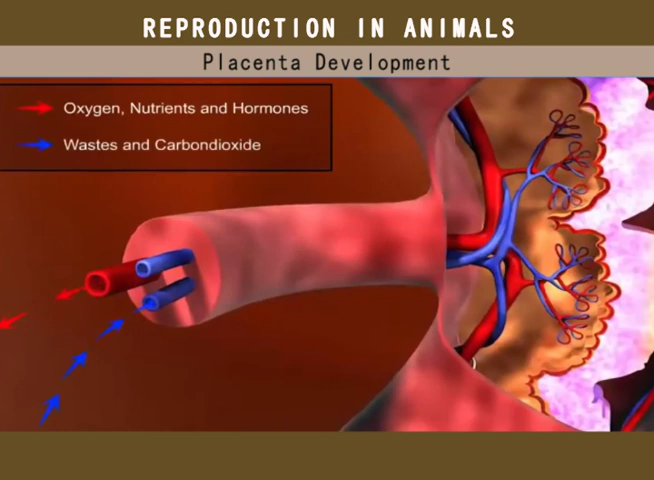 REPRODUCTION IN ANIMALS
Placenta Development
Oxygen, Nutrients and Hormones
Wastes and Carbondioxide